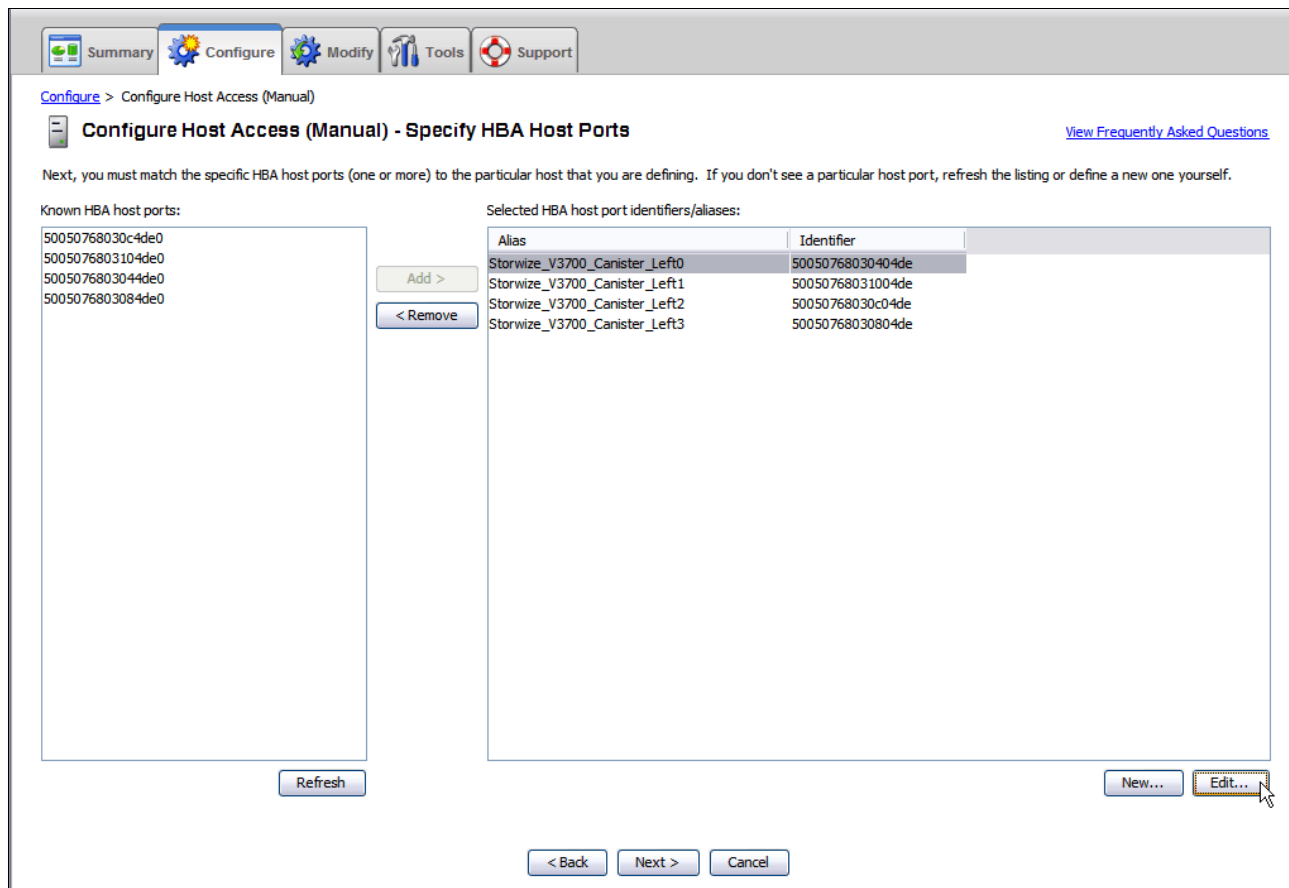 Summary Configure Modify Tools Support
Configure > Configure Host Access (Manual)
Configure Host Access (Manual) - Specify HBA Host Ports
View Frequently Asked Questions
Next, you must match the specific HBA host ports (one or more) to the particular host that you are defining. If you don't see a particular host port, refresh the listing or define a new one yourself.
Known HBA host ports:
50050768030c4de0
5005076803104de0
5005076803044de0
5005076803084de0
Add >
< Remove
Selected HBA host port identifiers/aliases:
Alias Identifier
Storwize_V3700_Canister_Left0 50050768030404de
Storwize_V3700_Canister_Left1 50050768031004de
Storwize_V3700_Canister_Left2 50050768030c04de
Storwize_V3700_Canister_Left3 50050768030804de
Refresh
New... Edit...
< Back Next > Cancel